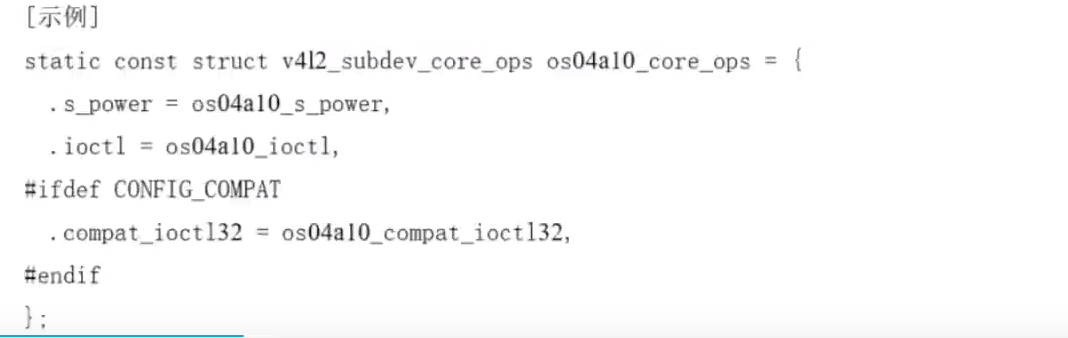 [示例]
static const struct v4l2_subdev_core_ops os04a10_core_ops = {
.s_power = os04a10_s_power,
.ioctl = os04a10_ioctl,
#ifdef CONFIG_COMPAT
.compat_ioctl32 = os04a10_compat_ioctl32,
#endif
};